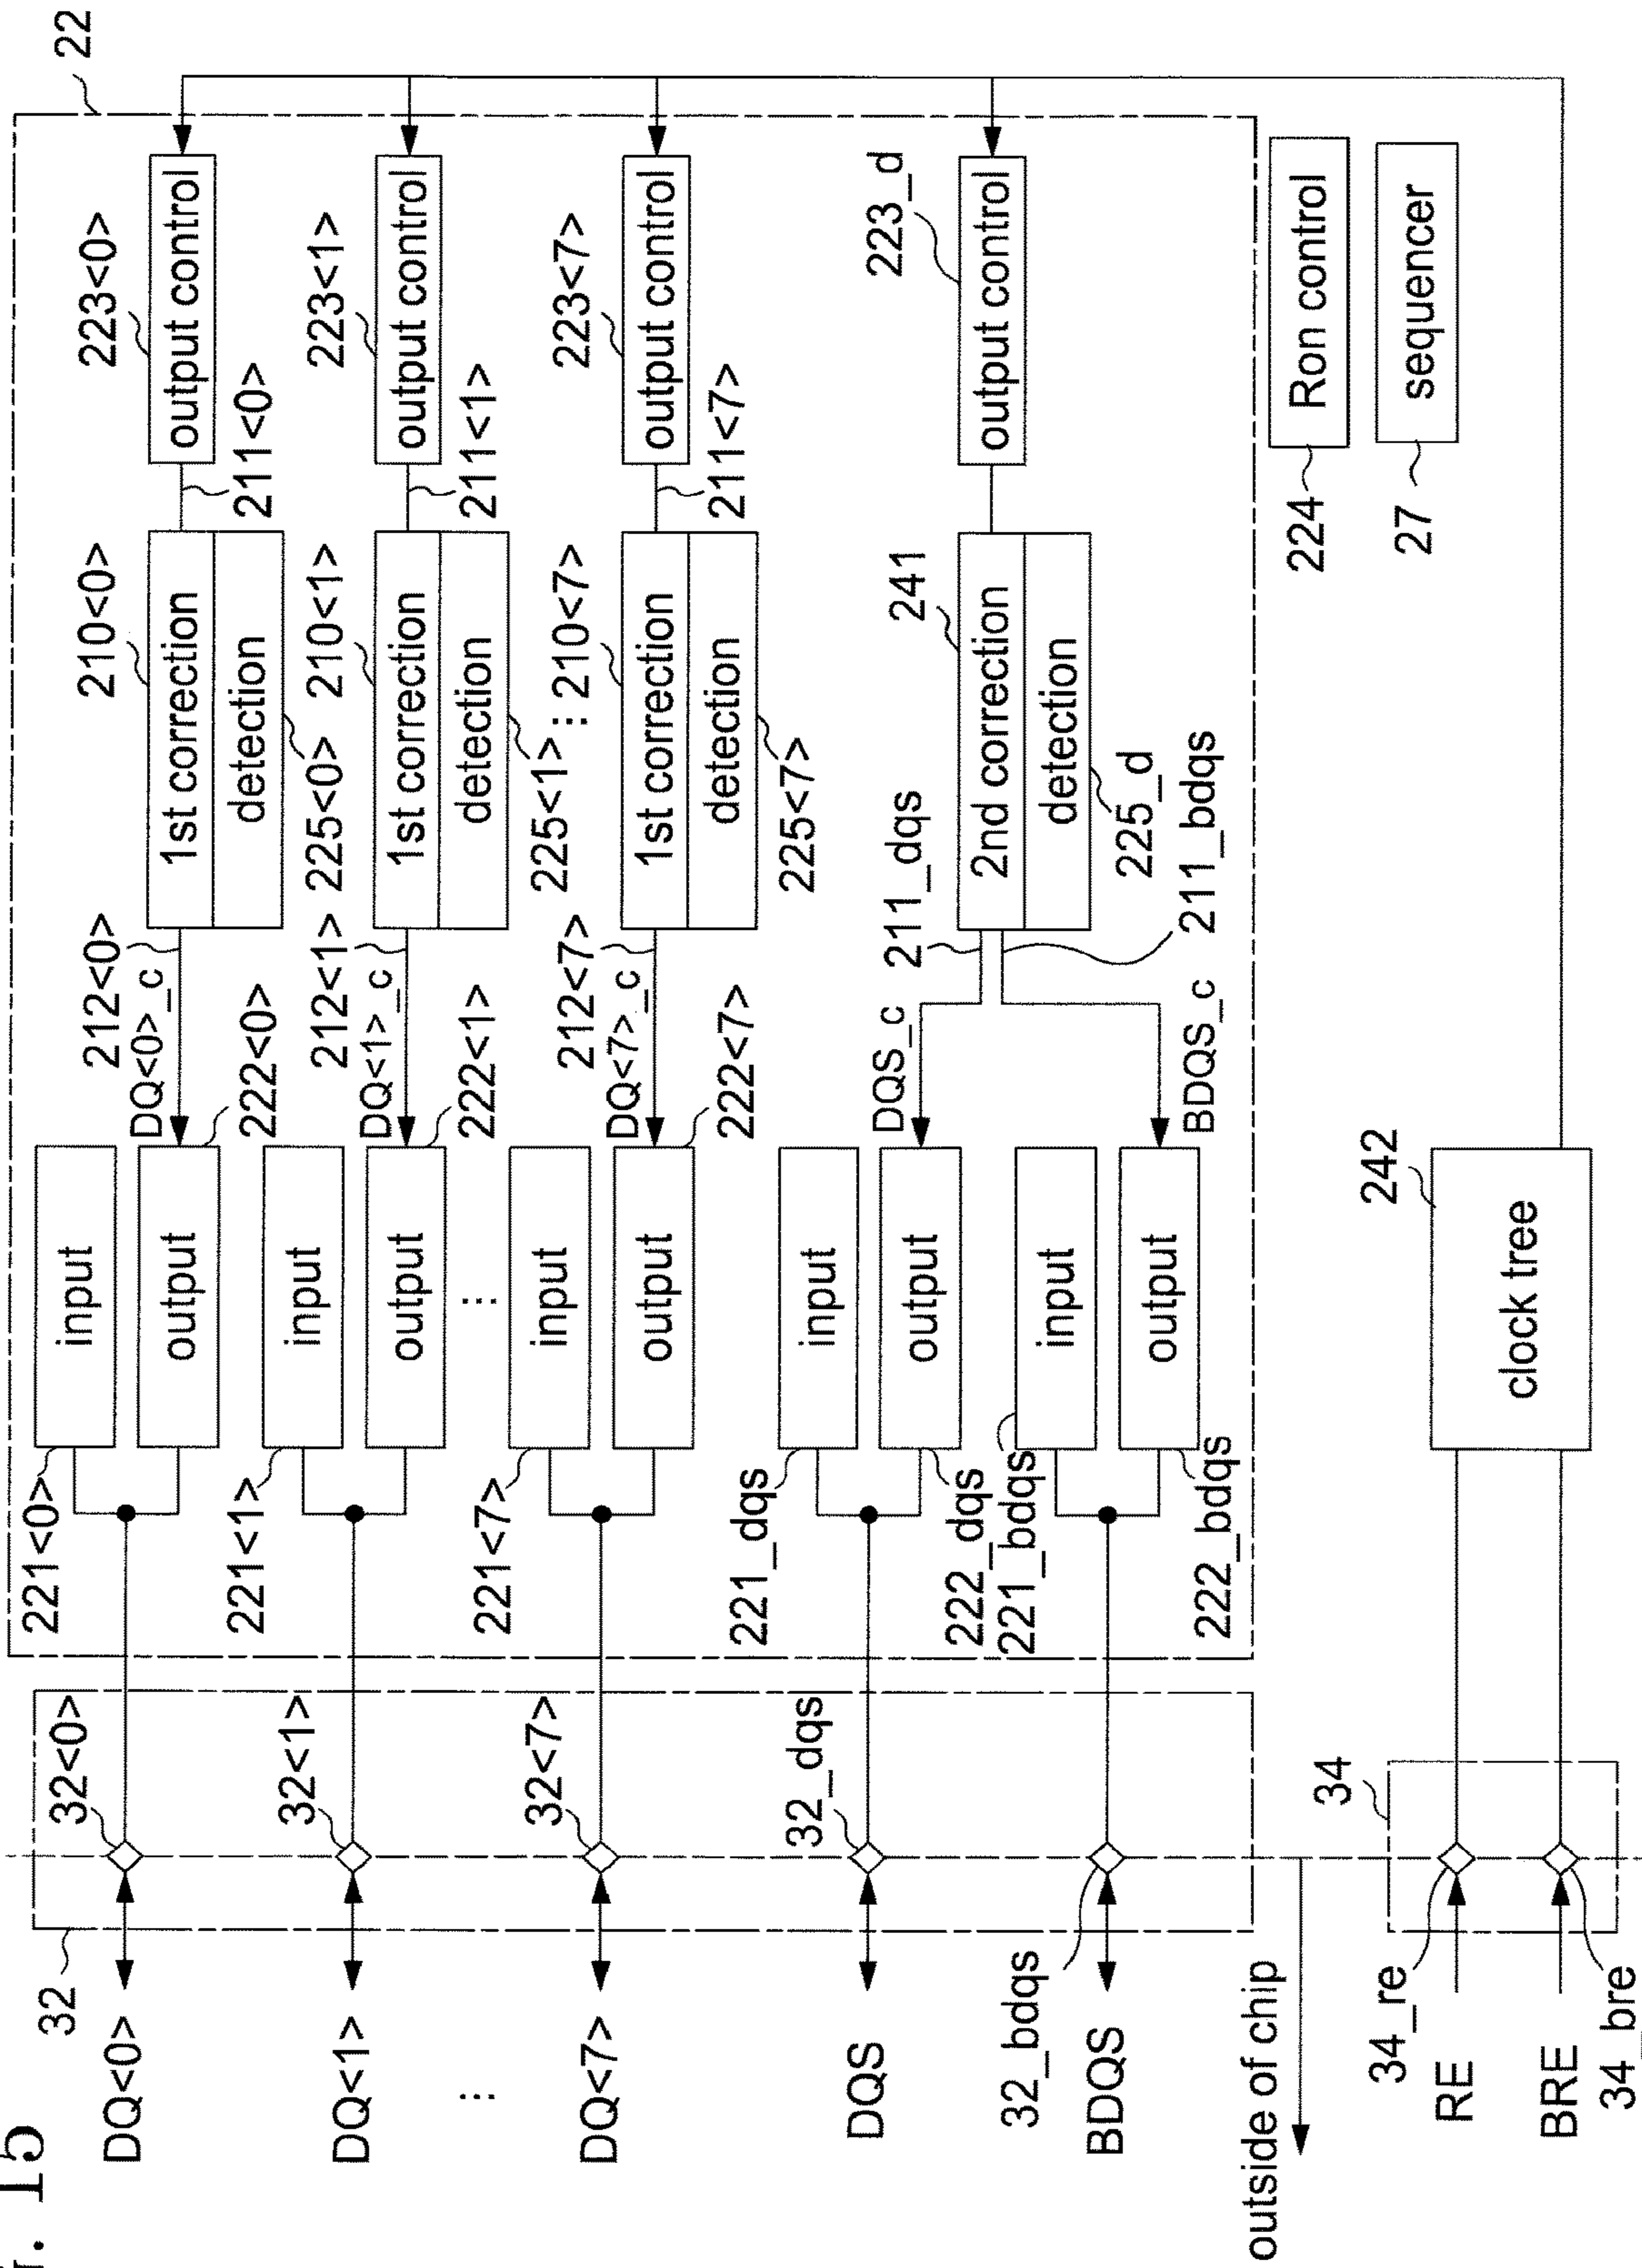 g. 15
22
223<0>
output control
211<0>
210<0>
1st correction
detection
225<0>
212<0>
DQ<0>_c
222<0>
input
output
221<0>
32<0>
32
DQ<0>
223<1>
output control
211<1>
210<1>
1st correction
detection
225<1>
212<1>
DQ<1>_c
222<1>
input
output
221<1>
32<1>
DQ<1>
⋮
⋮
⋮
223<7>
output control
211<7>
210<7>
1st correction
detection
225<7>
212<7>
DQ<7>_c
222<7>
input
output
221<7>
32<7>
DQ<7>
223_d
output control
241
2nd correction
detection
225_d
211_dqs
211_bdqs
DQS_c
BDQS_c
input
output
221_dqs
222_dqs
32_dqs
DQS
input
output
221_bdqs
222_bdqs
32_bdqs
BDQS
Ron control
224
sequencer
27
242
clock tree
outside of chip
34
34_re
RE
BRE
34_bre